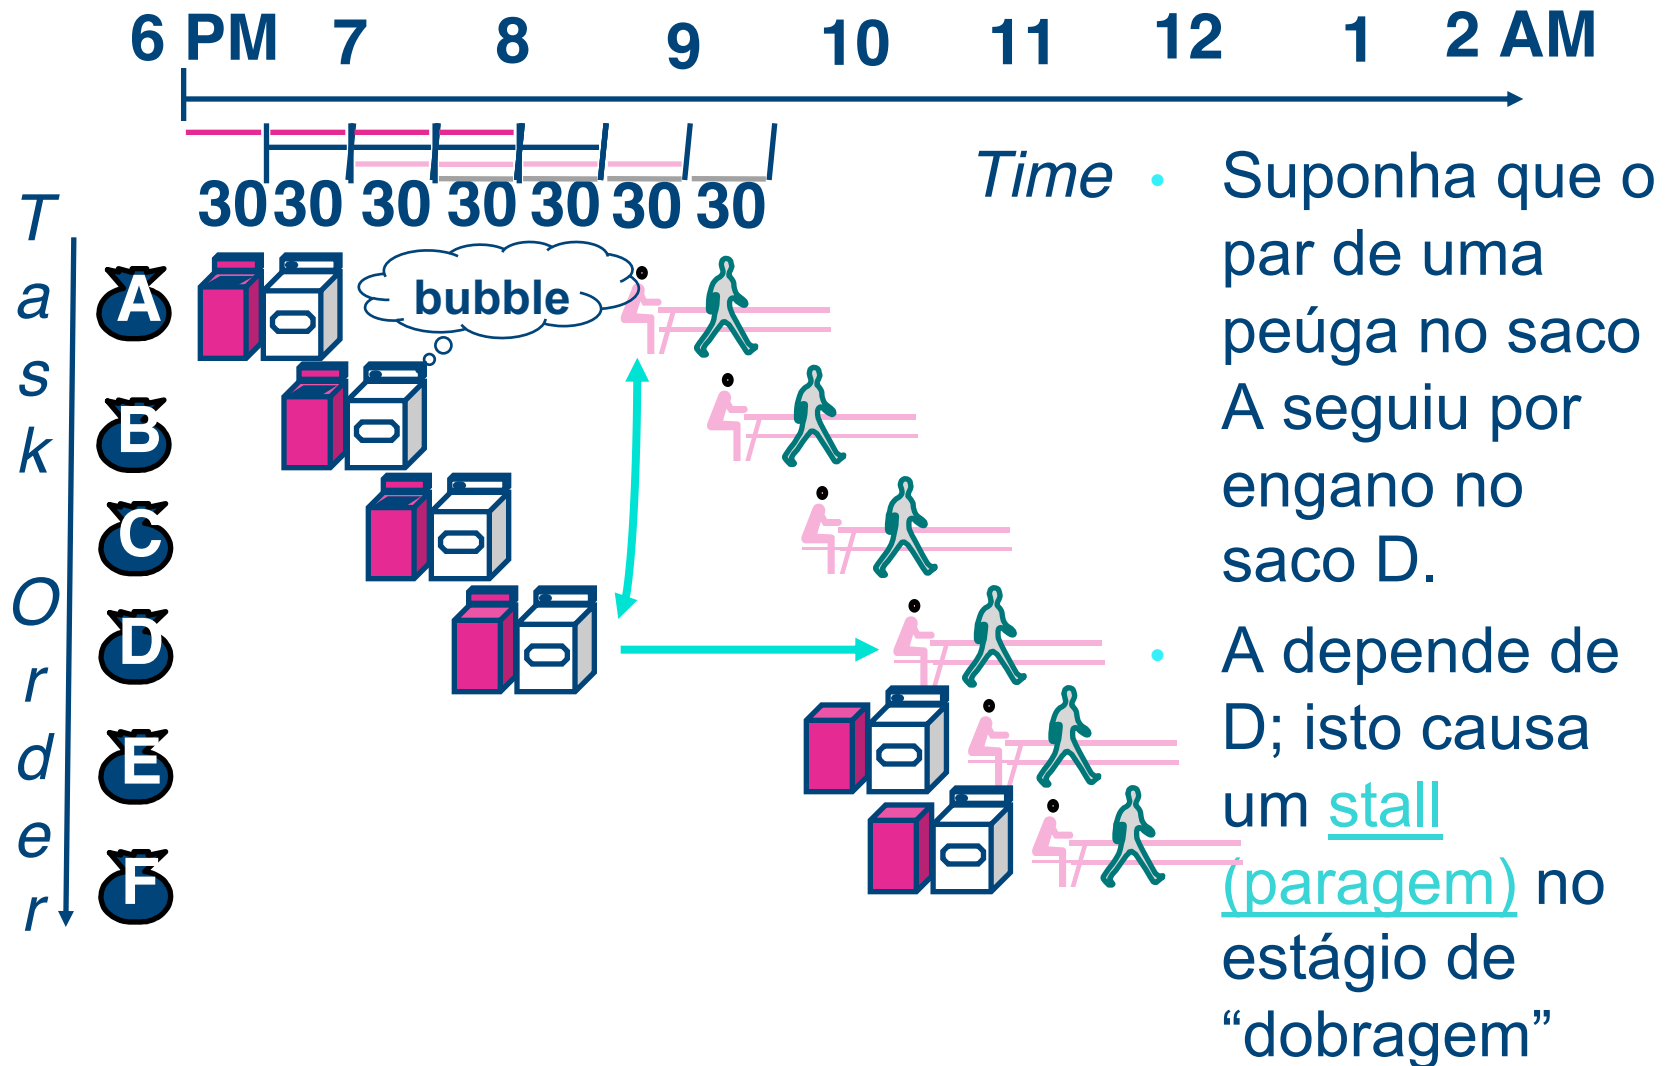 6 PM 7 8 9 10 11 12 1 2 AM
Time
30 30 30 30 30 30 30
Task Order
A
bubble
B
C
D
E
F
• Suponha que o
par de uma
peúga no saco
A seguiu por
engano no
saco D.
• A depende de
D; isto causa
um stall
(paragem) no
estágio de
“dobragem”